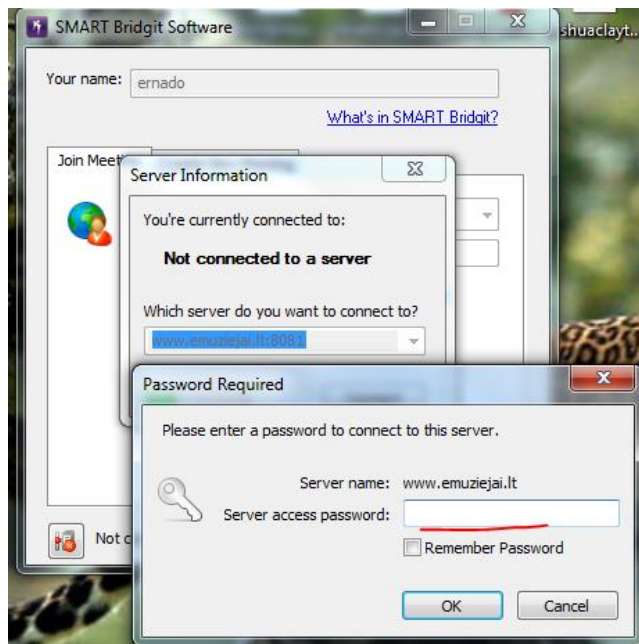 SMART Bridgit Software
shuaclayt...
Your name: ernado
What's in SMART Bridgit?
Join Meet
Server Information
You're currently connected to:
Not connected to a server
Which server do you want to connect to?
www.emuziejai.lt:8081
Password Required
Please enter a password to connect to this server.
Server name: www.emuziejai.lt
Server access password:
Remember Password
Not c
OK Cancel